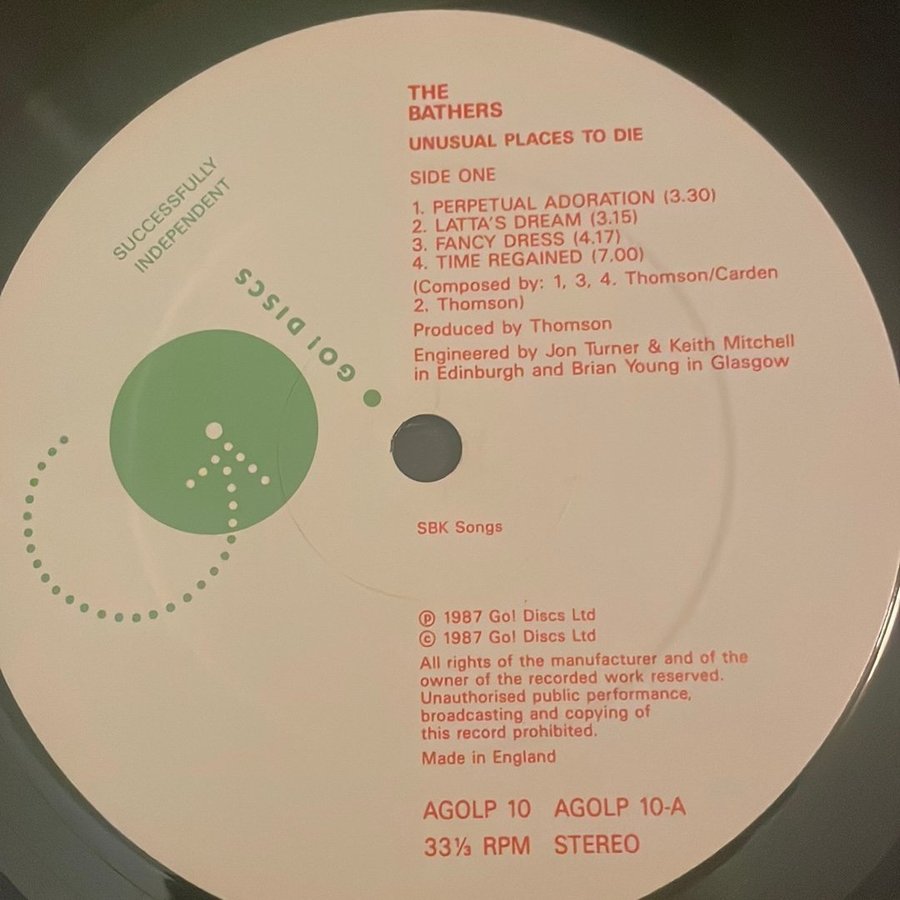 THE
BATHERS
UNUSUAL PLACES TO DIE
SIDE ONE
1. PERPETUAL ADORATION (3.30)
2. LATTA'S DREAM (3.15)
3. FANCY DRESS (4.17)
4. TIME REGAINED (7.00)
(Composed by: 1, 3, 4. Thomson/Carden
2. Thomson)
Produced by Thomson
Engineered by Jon Turner & Keith Mitchell
in Edinburgh and Brian Young in Glasgow
SUCCESSFULLY
INDEPENDENT
GO! DISCS
SBK Songs
℗ 1987 Go! Discs Ltd
© 1987 Go! Discs Ltd
All rights of the manufacturer and of the
owner of the recorded work reserved.
Unauthorised public performance,
broadcasting and copying of
this record prohibited.
Made in England
AGOLP 10 AGOLP 10-A
33⅓ RPM STEREO